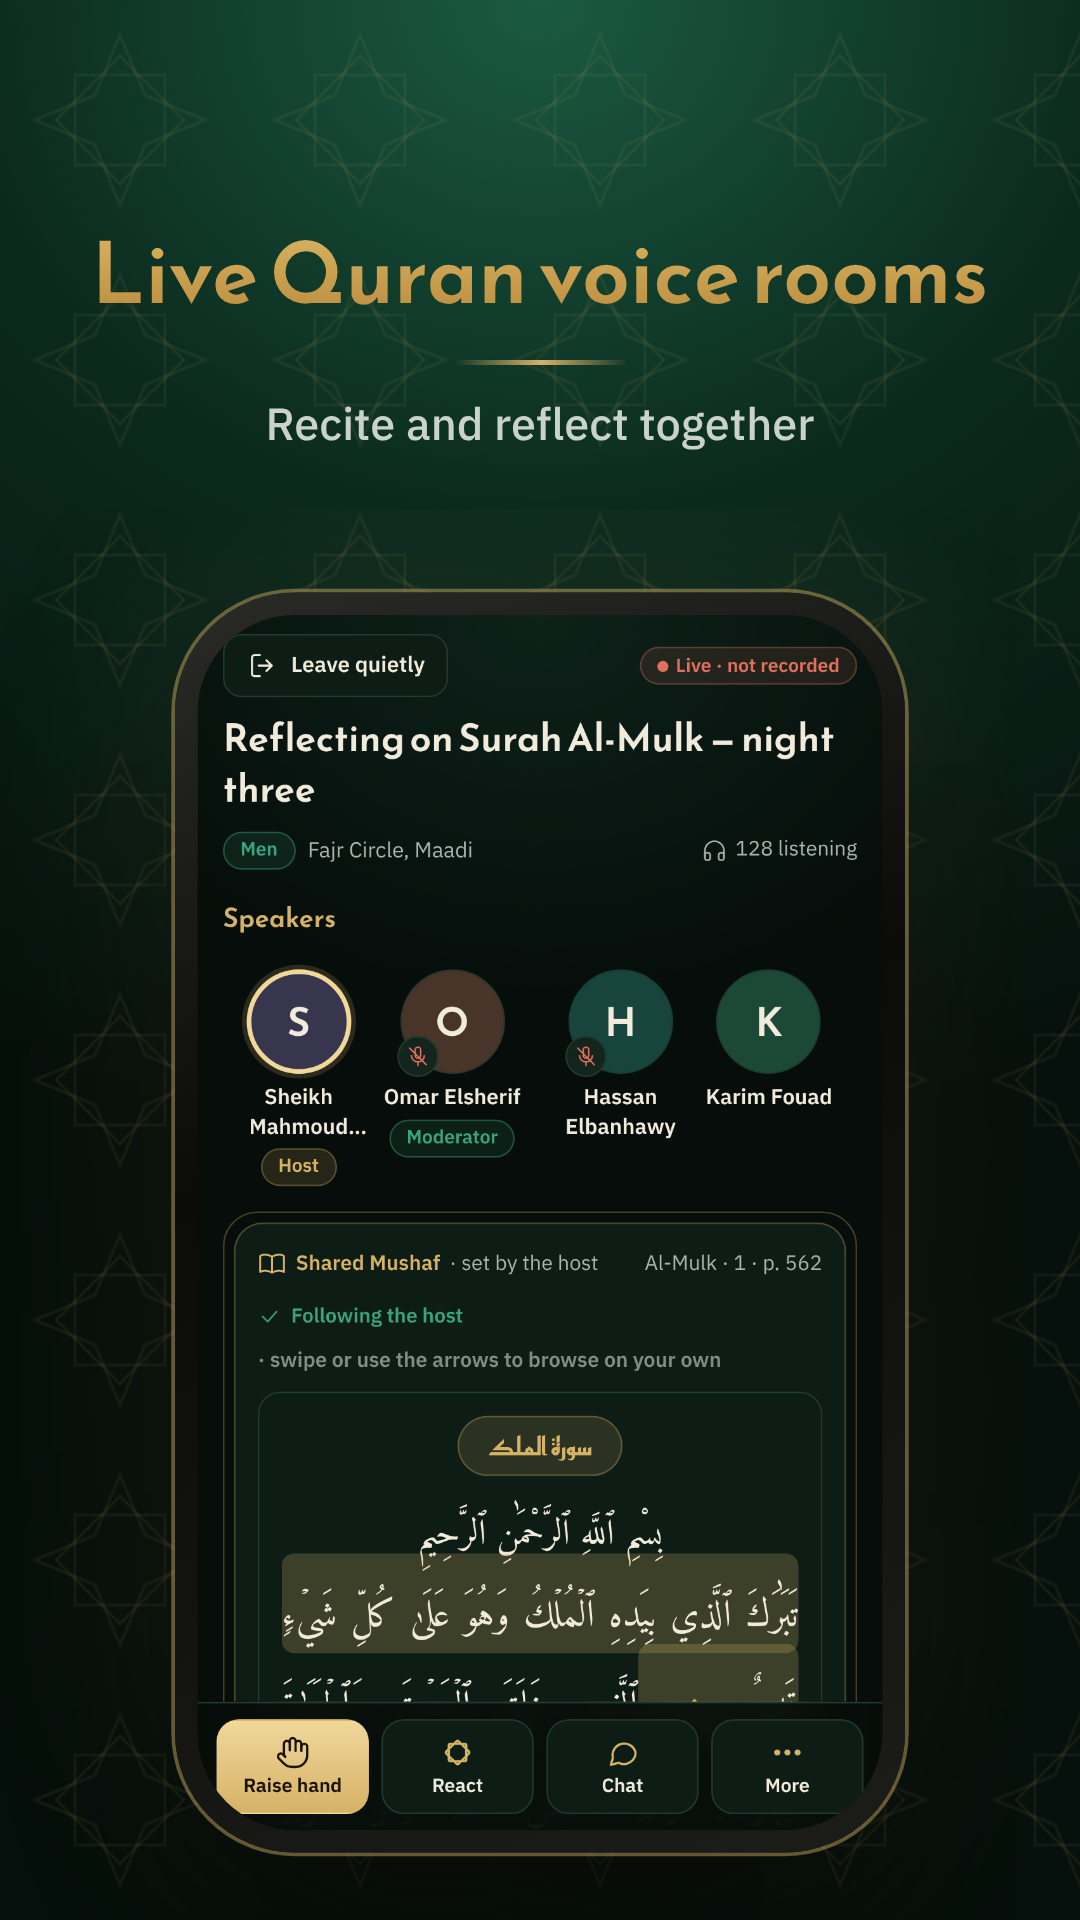 Live Quran voice rooms
Recite and reflect together
Leave quietly
Live · not recorded
Reflecting on Surah Al-Mulk – night
three
Men
Fajr Circle, Maadi
128 listening
Speakers
S
O
H
K
Sheikh
Mahmoud...
Omar Elsherif
Hassan
Elbanhawy
Karim Fouad
Host
Moderator
Shared Mushaf · set by the host
Al-Mulk · 1 · p. 562
Following the host
· swipe or use the arrows to browse on your own
سورة الملك
بِسْمِ ٱللَّهِ ٱلرَّحْمَٰنِ ٱلرَّحِيمِ
تَبَٰرَكَ ٱلَّذِي بِيَدِهِ ٱلْمُلْكُ وَهُوَ عَلَىٰ كُلِّ شَيْءٍ
Raise hand
React
Chat
More